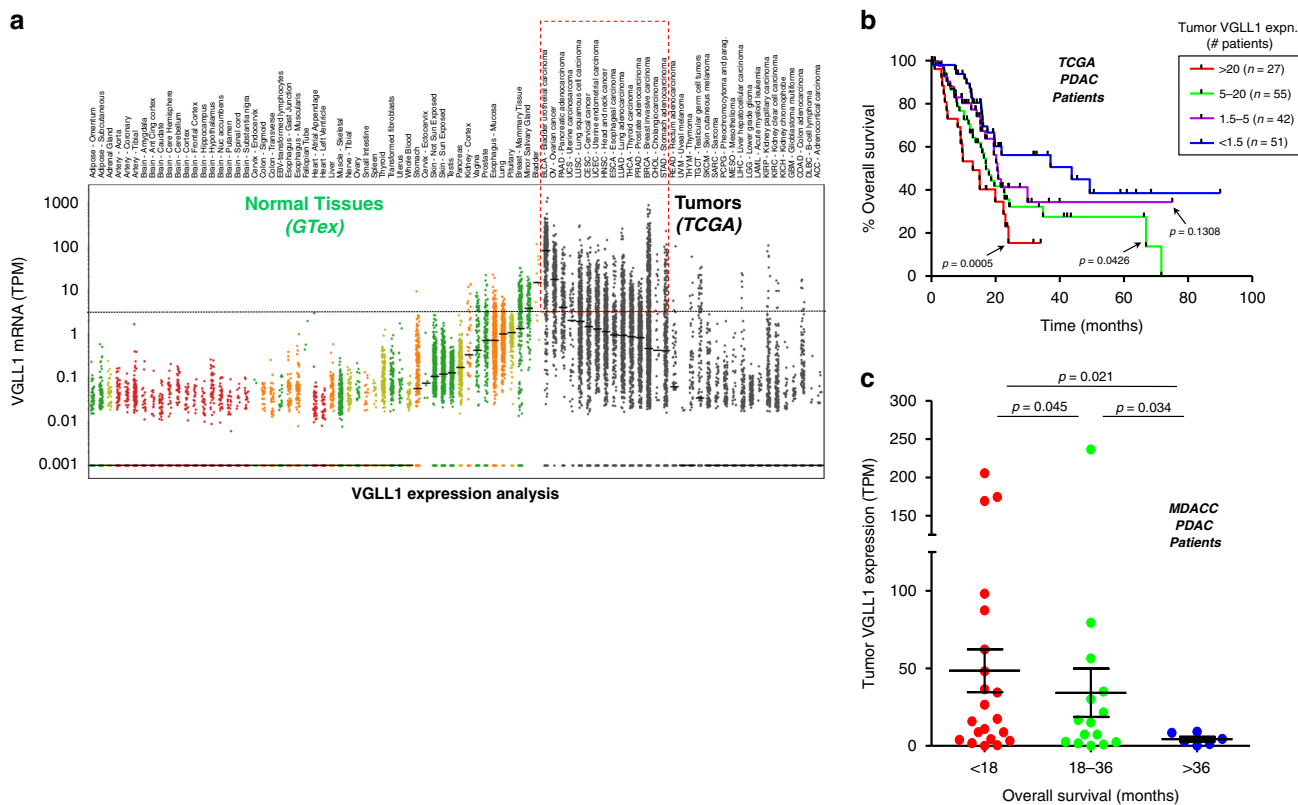 a
Adipose - Omentum
Adipose - Subcutaneous
Adrenal Gland
Artery - Aorta
Artery - Coronary
Artery - Tibial
Brain - Amygdala
Brain - Ant Cing cortex
Brain - Caudate
Brain - Cereb Hemisphere
Brain - Cerebellum
Brain - Cortex
Brain - Frontal Cortex
Brain - Hippocampus
Brain - Hypothalamus
Brain - Nuc accumbens
Brain - Putamen
Brain - Spinal cord
Brain - Substantia nigra
Cervix - Endocervix
Colon - Sigmoid
Colon - Transverse
EBV-transformed lymphocytes
Esophagus - Gast Junction
Esophagus - Muscularis
Fallopian Tube
Heart - Atrial Appendage
Heart - Left Ventricle
Liver
Muscle - Skeletal
Nerve - Tibial
Ovary
Small Intestine
Spleen
Thyroid
Transformed fibroblasts
Uterus
Whole Blood
Stomach
Cervix - Ectocervix
Skin - Not Sun Exposed
Skin - Sun Exposed
Testis
Pancreas
Kidney - Cortex
Vagina
Prostate
Esophagus - Mucosa
Lung
Pituitary
Breast - Mammary Tissue
Minor Salivary Gland
Bladder
BLCA - Bladder urothelial carcinoma
OV - Ovarian cancer
PAAD - Pancreatic adenocarcinoma
UCS - Uterine carcinosarcoma
LUSC - Lung squamous cell carcinoma
CESC - Cervical cancer
UCEC - Uterine endometrial carcinoma
HNSC - Head and neck cancer
ESCA - Esophageal carcinoma
LUAD - Lung adenocarcinoma
THCA - Thyroid carcinoma
PRAD - Prostate adenocarcinoma
BRCA - Breast invasive carcinoma
CHOL - Cholangiocarcinoma
STAD - Stomach adenocarcinoma
READ - Rectum adenocarcinoma
UVM - Uveal melanoma
THYM - Thymoma
TGCT - Testicular germ cell tumors
SKCM - Skin cutaneous melanoma
SARC - Sarcoma
PCPG - Pheochromocytoma and parag.
MESO - Mesothelioma
LIHC - Liver hepatocellular carcinoma
LGG - Lower grade glioma
LAML - Acute myeloid leukemia
KIRP - Kidney papillary carcinoma
KIRC - Kidney clear cell carcinoma
KICH - Kidney chromophobe
GBM - Glioblastoma multiforme
COAD - Colon adenocarcinoma
DLBC - B-cell lymphoma
ACC - Adrenocortical carcinoma
VGLL1 mRNA (TPM)
1000
100
10
1
0.1
0.01
0.001
Normal Tissues
(GTex)
Tumors
(TCGA)
VGLL1 expression analysis
b
Tumor VGLL1 expn.
(# patients)
>20 (n = 27)
5–20 (n = 55)
1.5–5 (n = 42)
<1.5 (n = 51)
TCGA
PDAC
Patients
% Overall survival
100
80
60
40
20
0
p = 0.0005
p = 0.0426
p = 0.1308
0 20 40 60 80 100
Time (months)
c
p = 0.021
p = 0.045
p = 0.034
Tumor VGLL1 expression (TPM)
300
250
200
150
100
50
0
MDACC
PDAC
Patients
<18 18–36 >36
Overall survival (months)